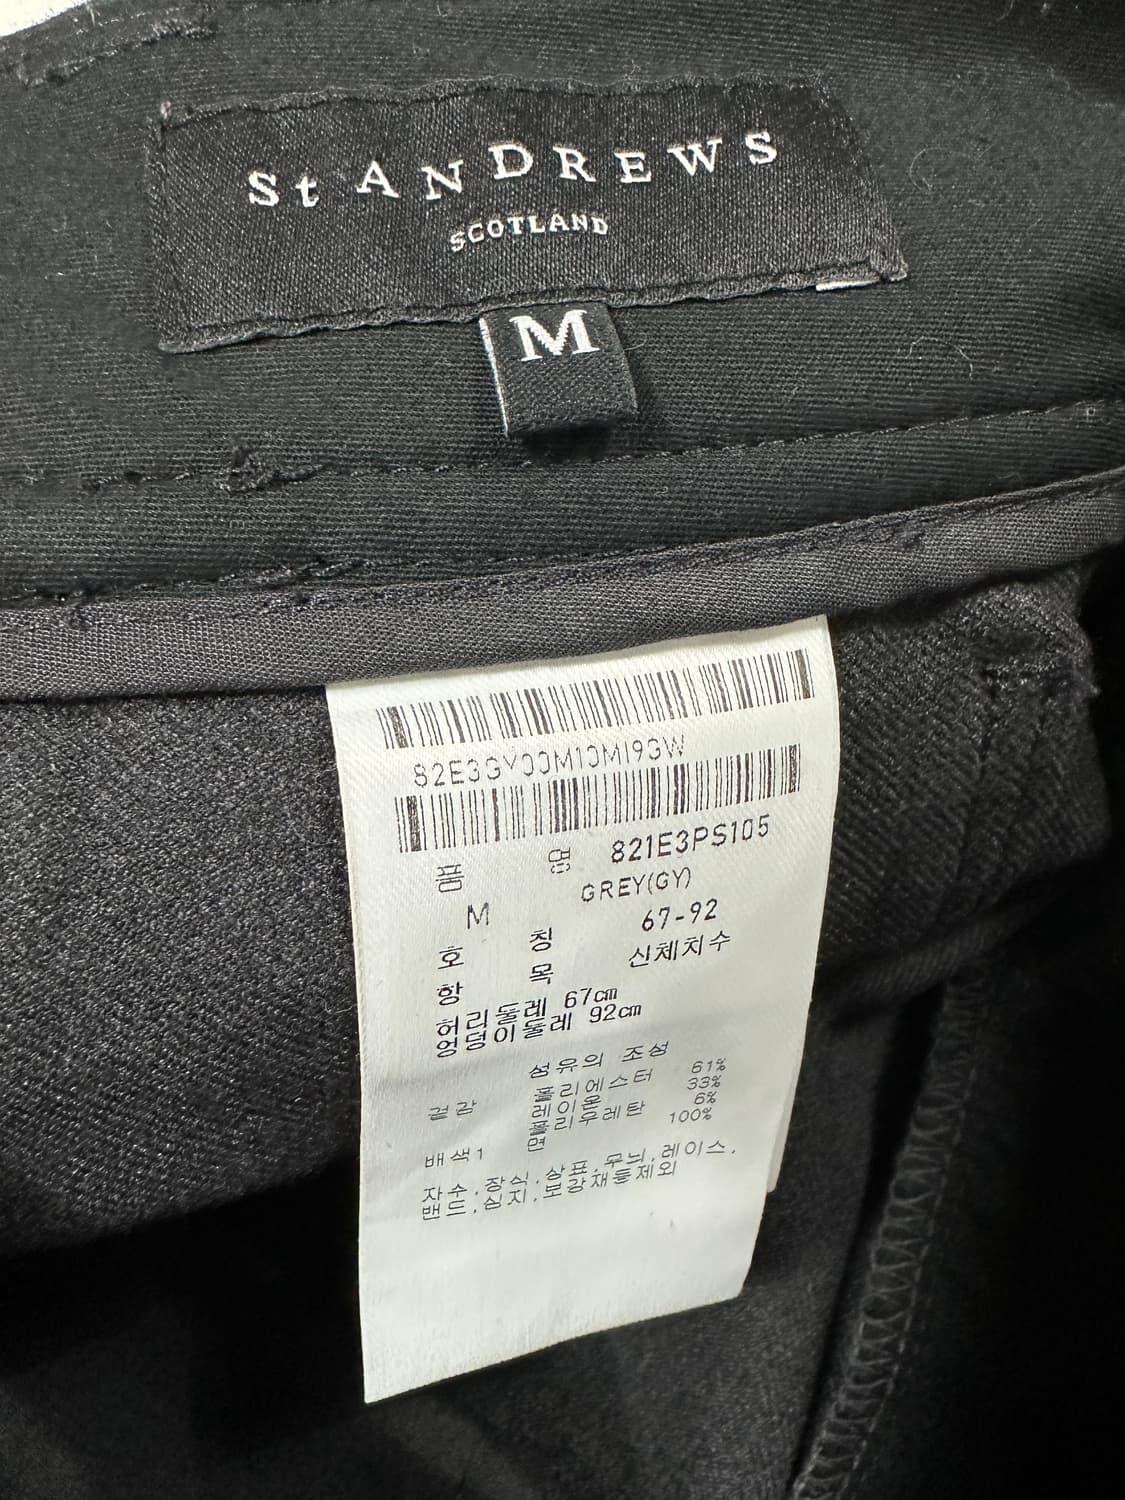 St ANDREWS
SCOTLAND
M
82E3GY00M10M193W
품 명 821E3PS105
GREY(GY)
M 67-92
호 칭
항 목 신체치수
허리둘레 67cm
엉덩이둘레 92cm
섬유의 조성
겉감 폴리에스터 61%
레이온 33%
폴리우레탄 6%
배색1 면 100%
자수,장식,상표,무늬,레이스,
밴드,심지,보강재등제외